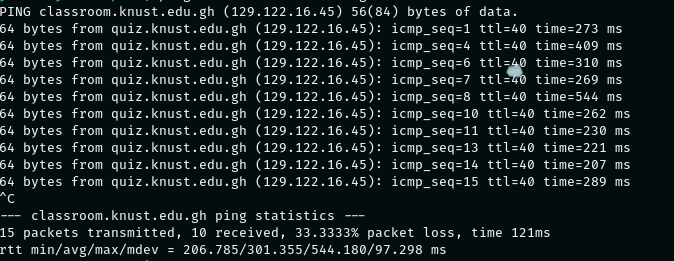 PING classroom.knust.edu.gh (129.122.16.45) 56(84) bytes of data.
64 bytes from quiz.knust.edu.gh (129.122.16.45): icmp_seq=1 ttl=40 time=273 ms
64 bytes from quiz.knust.edu.gh (129.122.16.45): icmp_seq=4 ttl=40 time=409 ms
64 bytes from quiz.knust.edu.gh (129.122.16.45): icmp_seq=6 ttl=40 time=310 ms
64 bytes from quiz.knust.edu.gh (129.122.16.45): icmp_seq=7 ttl=40 time=269 ms
64 bytes from quiz.knust.edu.gh (129.122.16.45): icmp_seq=8 ttl=40 time=544 ms
64 bytes from quiz.knust.edu.gh (129.122.16.45): icmp_seq=10 ttl=40 time=262 ms
64 bytes from quiz.knust.edu.gh (129.122.16.45): icmp_seq=11 ttl=40 time=230 ms
64 bytes from quiz.knust.edu.gh (129.122.16.45): icmp_seq=13 ttl=40 time=221 ms
64 bytes from quiz.knust.edu.gh (129.122.16.45): icmp_seq=14 ttl=40 time=207 ms
64 bytes from quiz.knust.edu.gh (129.122.16.45): icmp_seq=15 ttl=40 time=289 ms
^C
--- classroom.knust.edu.gh ping statistics ---
15 packets transmitted, 10 received, 33.3333% packet loss, time 121ms
rtt min/avg/max/mdev = 206.785/301.355/544.180/97.298 ms